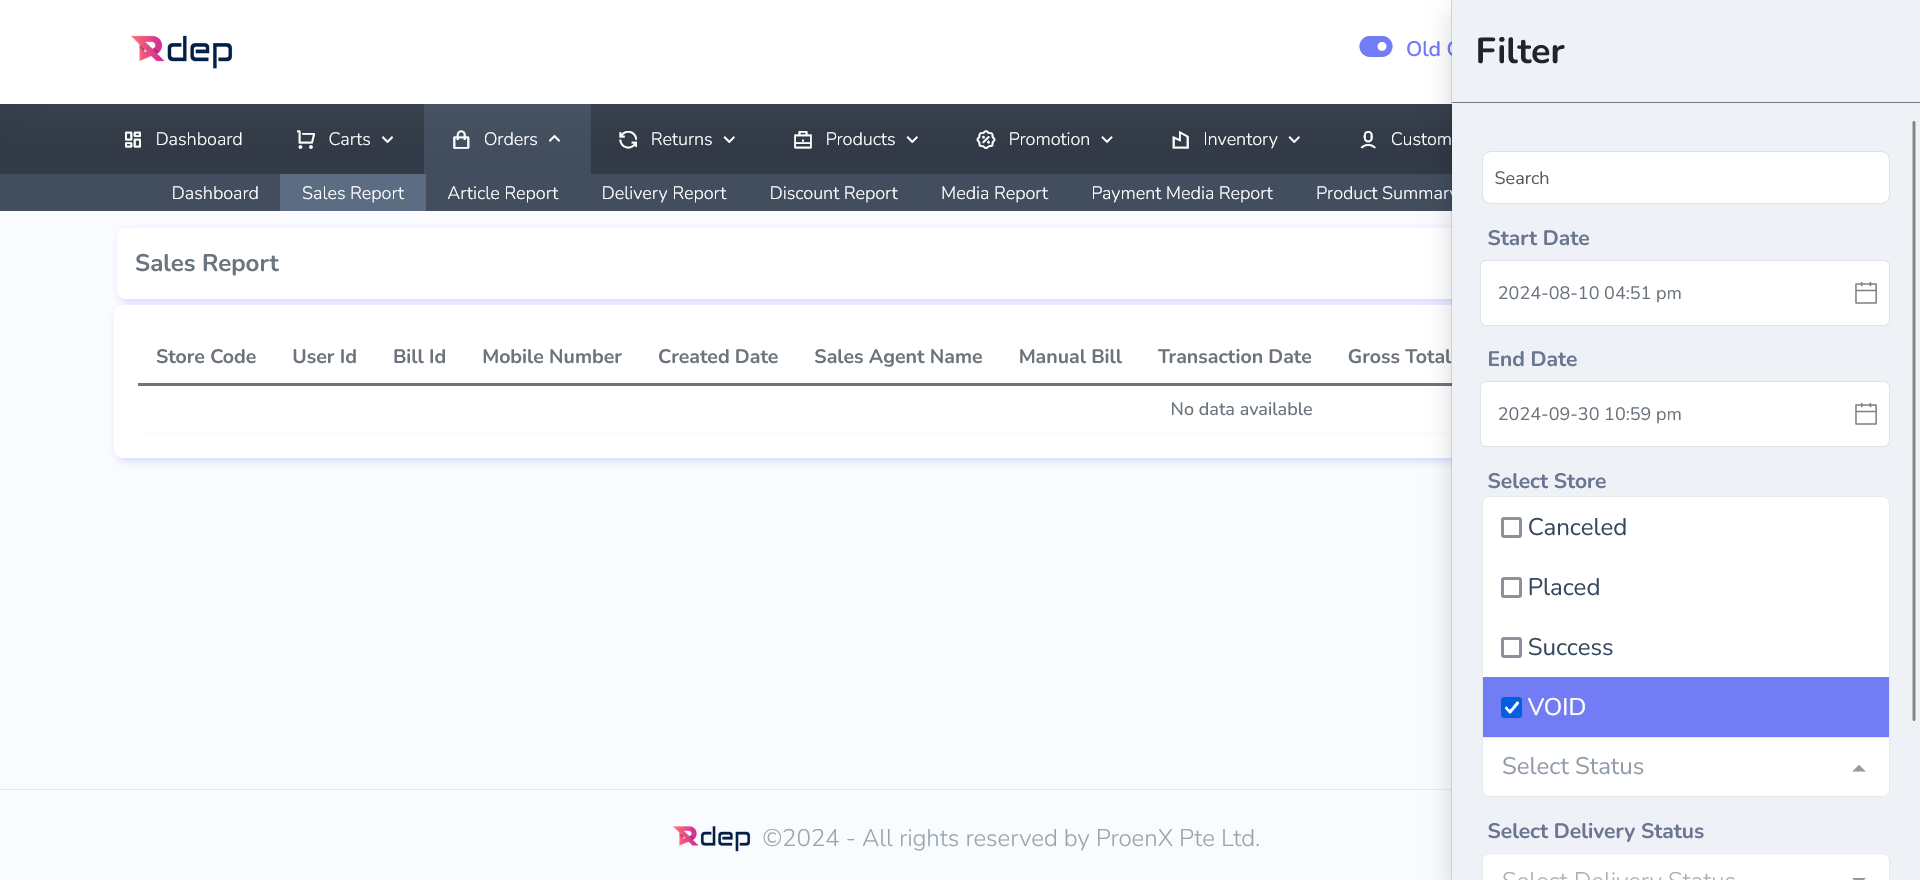 Rdep
Old
Filter
Dashboard Carts Orders Returns Products Promotion Inventory
Dashboard Sales Report Article Report Delivery Report Discount Report Media Report Payment Media Report Product Summary
Sales Report
Store Code User Id Bill Id Mobile Number Created Date Sales Agent Name Manual Bill Transaction Date Gross Total
No data available
Search
Start Date
2024-08-10 04:51 pm
End Date
2024-09-30 10:59 pm
Select Store
Canceled
Placed
Success
VOID
Select Status
Select Delivery Status
Select Delivery Status
Rdep ©2024 - All rights reserved by ProenX Pte Ltd.